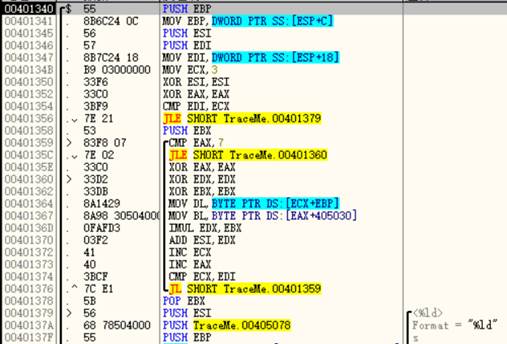 00401340 $ 55 PUSH EBP
00401341 . 8B6C24 0C MOV EBP,DWORD PTR SS:[ESP+C]
00401345 . 56 PUSH ESI
00401346 . 57 PUSH EDI
00401347 . 8B7C24 18 MOV EDI,DWORD PTR SS:[ESP+18]
0040134B . B9 03000000 MOV ECX,3
00401350 . 33F6 XOR ESI,ESI
00401352 . 33C0 XOR EAX,EAX
00401354 . 3BF9 CMP EDI,ECX
00401356 . 7E 21 JLE SHORT TraceMe.00401379
00401358 . 53 PUSH EBX
00401359 > 83F8 07 CMP EAX,7
0040135C . 7E 02 JLE SHORT TraceMe.00401360
0040135E . 33C0 XOR EAX,EAX
00401360 > 33D2 XOR EDX,EDX
00401362 . 33DB XOR EBX,EBX
00401364 . 8A1429 MOV DL,BYTE PTR DS:[ECX+EBP]
00401367 . 8A98 30504000 MOV BL,BYTE PTR DS:[EAX+405030]
0040136D . 0FAFD3 IMUL EDX,EBX
00401370 . 03F2 ADD ESI,EDX
00401372 . 41 INC ECX
00401373 . 40 INC EAX
00401374 . 3BCF CMP ECX,EDI
00401376 .^ 7C E1 JL SHORT TraceMe.00401359
00401378 . 5B POP EBX
00401379 > 56 PUSH ESI <%ld>
0040137A . 68 78504000 PUSH TraceMe.00405078 Format = "%ld"
0040137F . 55 PUSH EBP s